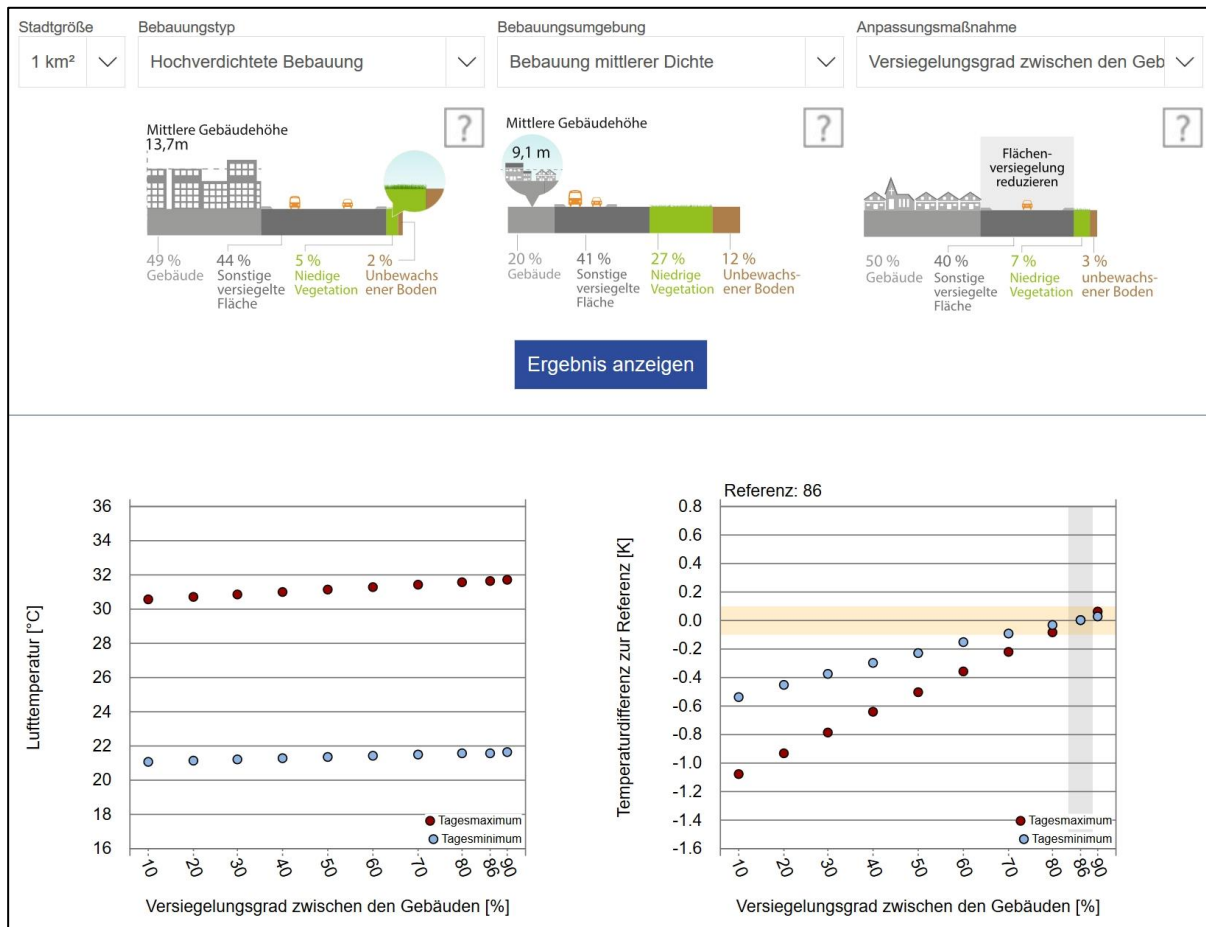 Stadtgröße
Bebauungstyp
Bebauungsumgebung
Anpassungsmaßnahme
1 km²
Hochverdichtete Bebauung
Bebauung mittlerer Dichte
Versiegelungsgrad zwischen den Geb
?
?
?
Mittlere Gebäudehöhe
13,7m
49 %
Gebäude
44 %
Sonstige
versiegelte
Fläche
5 %
Niedige
Vegetation
2 %
Unbewachs
ener Boden
Mittlere Gebäudehöhe
9,1 m
20 %
Gebäude
41 %
Sonstige
versiegelte
Fläche
27 %
Niedrige
Vegetation
12 %
Unbewachs-
ener Boden
Flächen-
versiegelung
reduzieren
50 %
Gebäude
40 %
Sonstige
versiegelte
Fläche
7 %
Niedrige
Vegetation
3 %
unbewachs-
ener Boden
Ergebnis anzeigen
Lufttemperatur [°C]
36
34
32
30
28
26
24
22
20
18
16
Tagesmaximum
Tagesminimum
10 20 30 40 50 60 70 80 86 90
Versiegelungsgrad zwischen den Gebäuden [%]
Referenz: 86
Temperaturdifferenz zur Referenz [K]
0.8
0.6
0.4
0.2
0.0
-0.2
-0.4
-0.6
-0.8
-1.0
-1.2
-1.4
-1.6
Tagesmaximum
Tagesminimum
10 20 30 40 50 60 70 80 86 90
Versiegelungsgrad zwischen den Gebäuden [%]